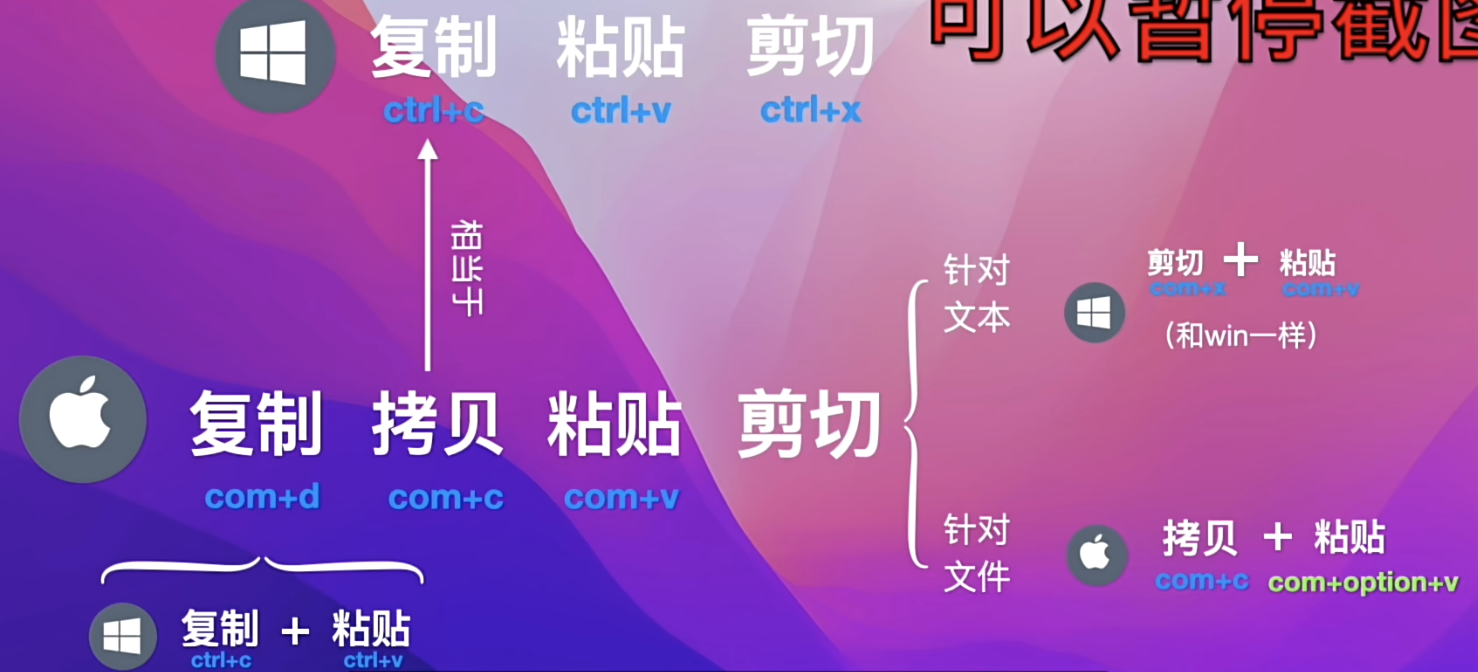 复制 粘贴 剪切
可以暂停截图
ctrl+c ctrl+v ctrl+x
相当于
针对
文本
剪切 + 粘贴
com+x com+v
（和win一样）
复制 拷贝 粘贴 剪切
com+d com+c com+v
针对
文件
拷贝 + 粘贴
com+c com+option+v
复制 + 粘贴
ctrl+c ctrl+v